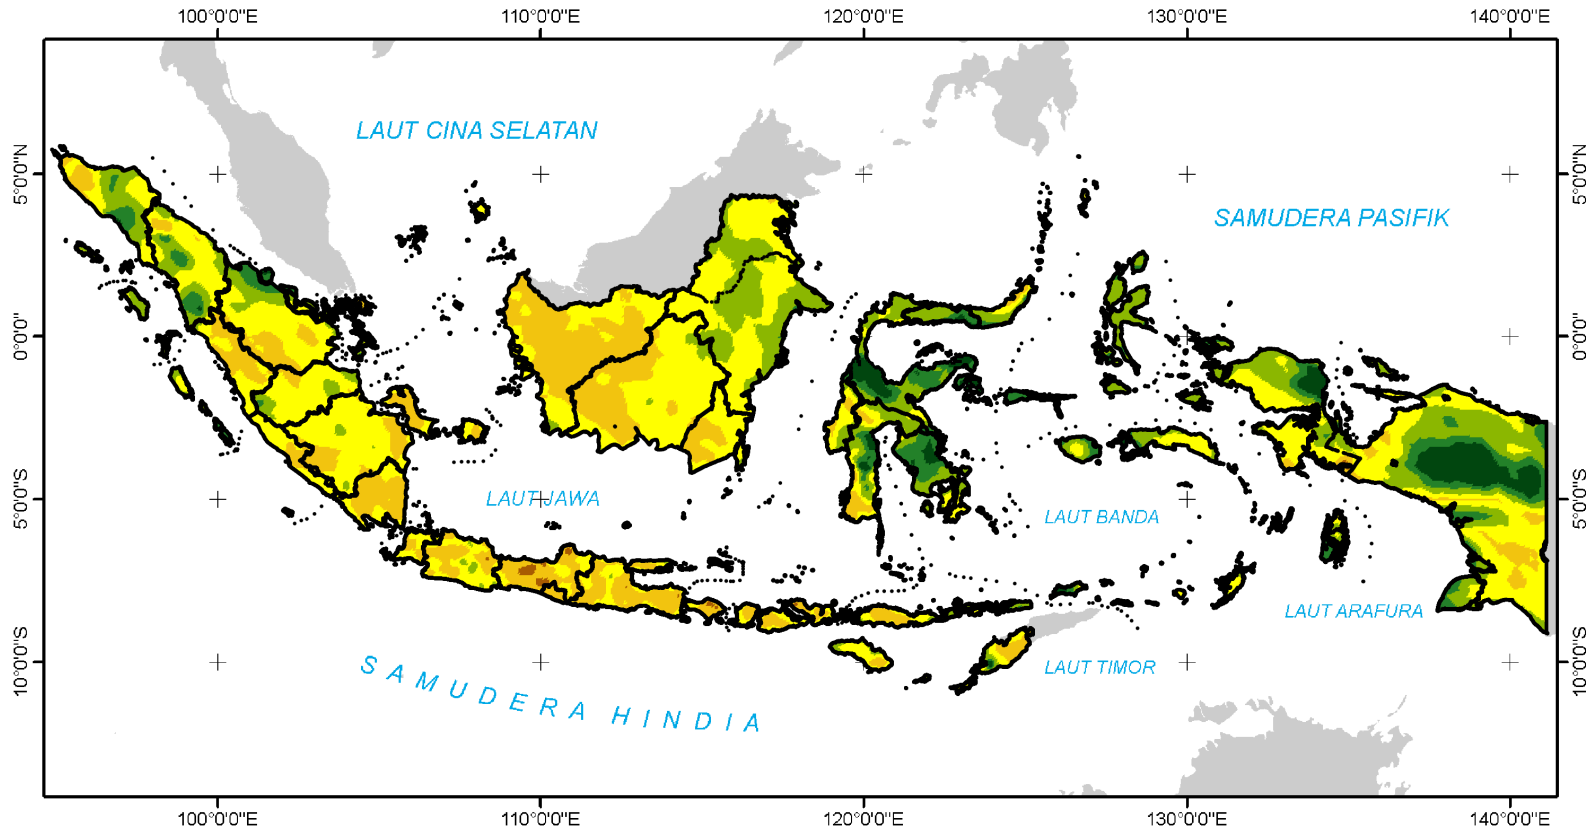 100°0'0"E 110°0'0"E 120°0'0"E 130°0'0"E 140°0'0"E
LAUT CINA SELATAN
5°0'0"N 5°0'0"N
SAMUDERA PASIFIK
0°0'0" 0°0'0"
LAUT JAWA
5°0'0"S 5°0'0"S
LAUT BANDA
LAUT ARAFURA
10°0'0"S 10°0'0"S
LAUT TIMOR
SAMUDERA HINDIA
100°0'0"E 110°0'0"E 120°0'0"E 130°0'0"E 140°0'0"E